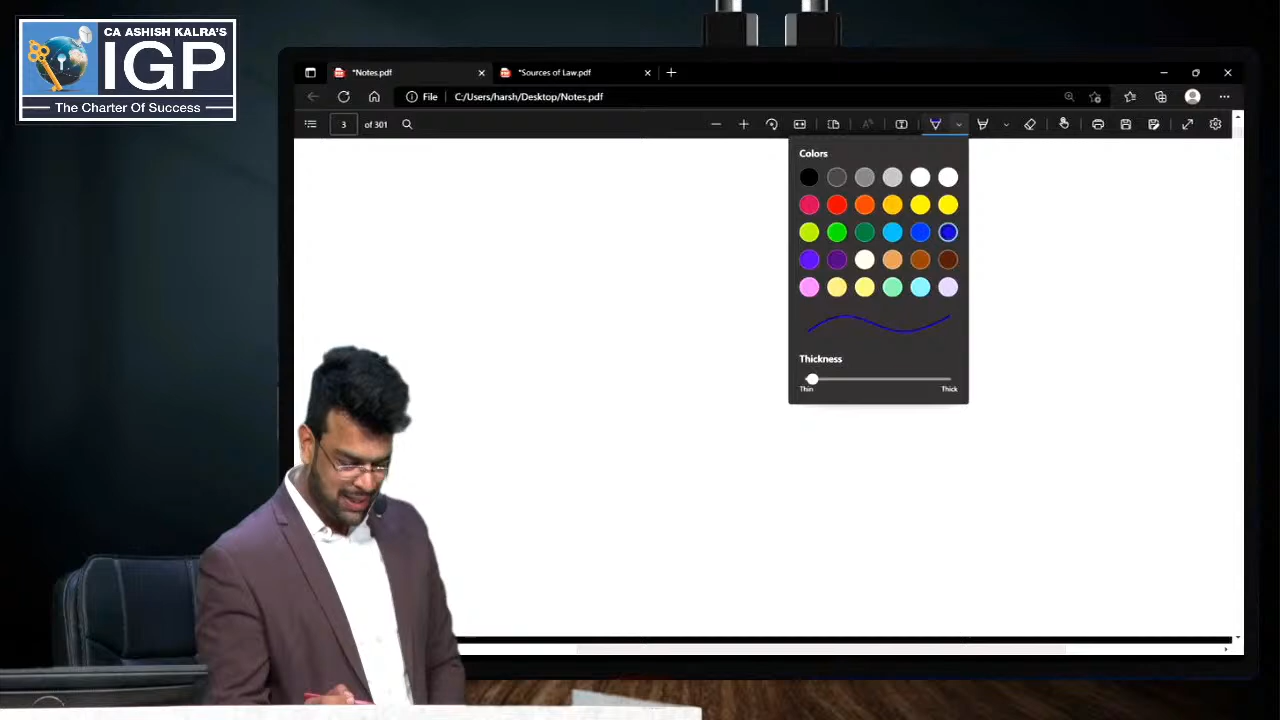 CA ASHISH KALRA'S
IGP
The Charter Of Success
*Notes.pdf
*Sources of Law.pdf
File
C:/Users/harsh/Desktop/Notes.pdf
3
of 301
Colors
Thickness
Thin
Thick